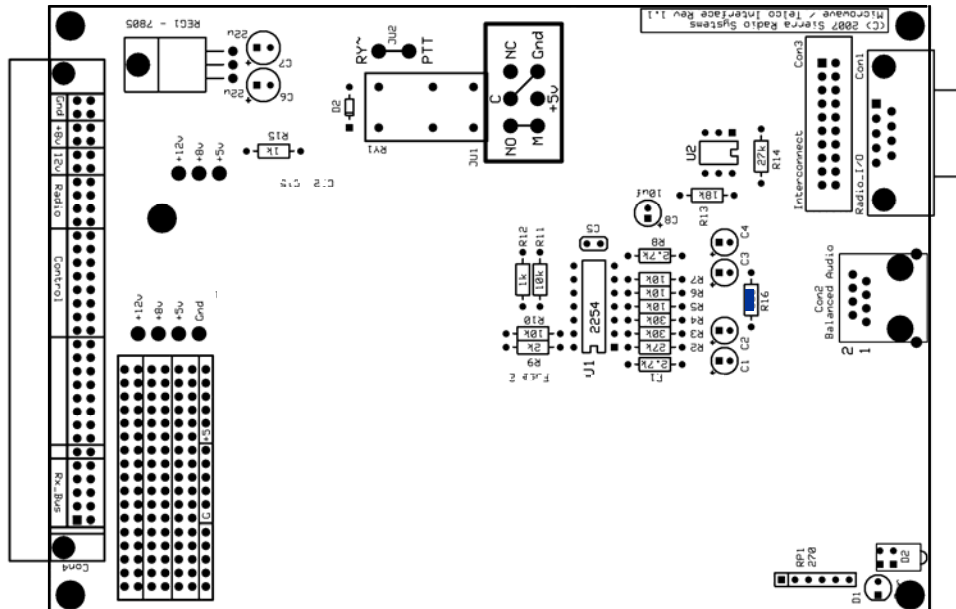 (C) 2007 Sierra Radio Systems
Microwave / Telco Interface Rev 1.1
REG1 - 7805
22u
C7
22u
C6
RY~
JU2
PTT
NC
Gnd
C
+5v
NO
M
JU1
D2
RY1
R15
1k
Con3
Interconnect
Con1
Radio_I/O
Gnd
+8v
12v
Radio
Control
Rx_Bus
Con4
+12v
+8v
+5v
+12v
+8v
+5v
Gnd
+5
G
U2
27k
R14
18k
R13
10uf
C8
R12
R11
1k
10k
C5
R8
2.7k
10k
R7
10k
R6
R5
30k
R4
30k
R3
27k
R2
2.7k
R10
10k
2k
R9
2254
U1
C4
C3
R16
C2
C1
Con2
Balanced Audio
2
1
RP1
270
D2
D1